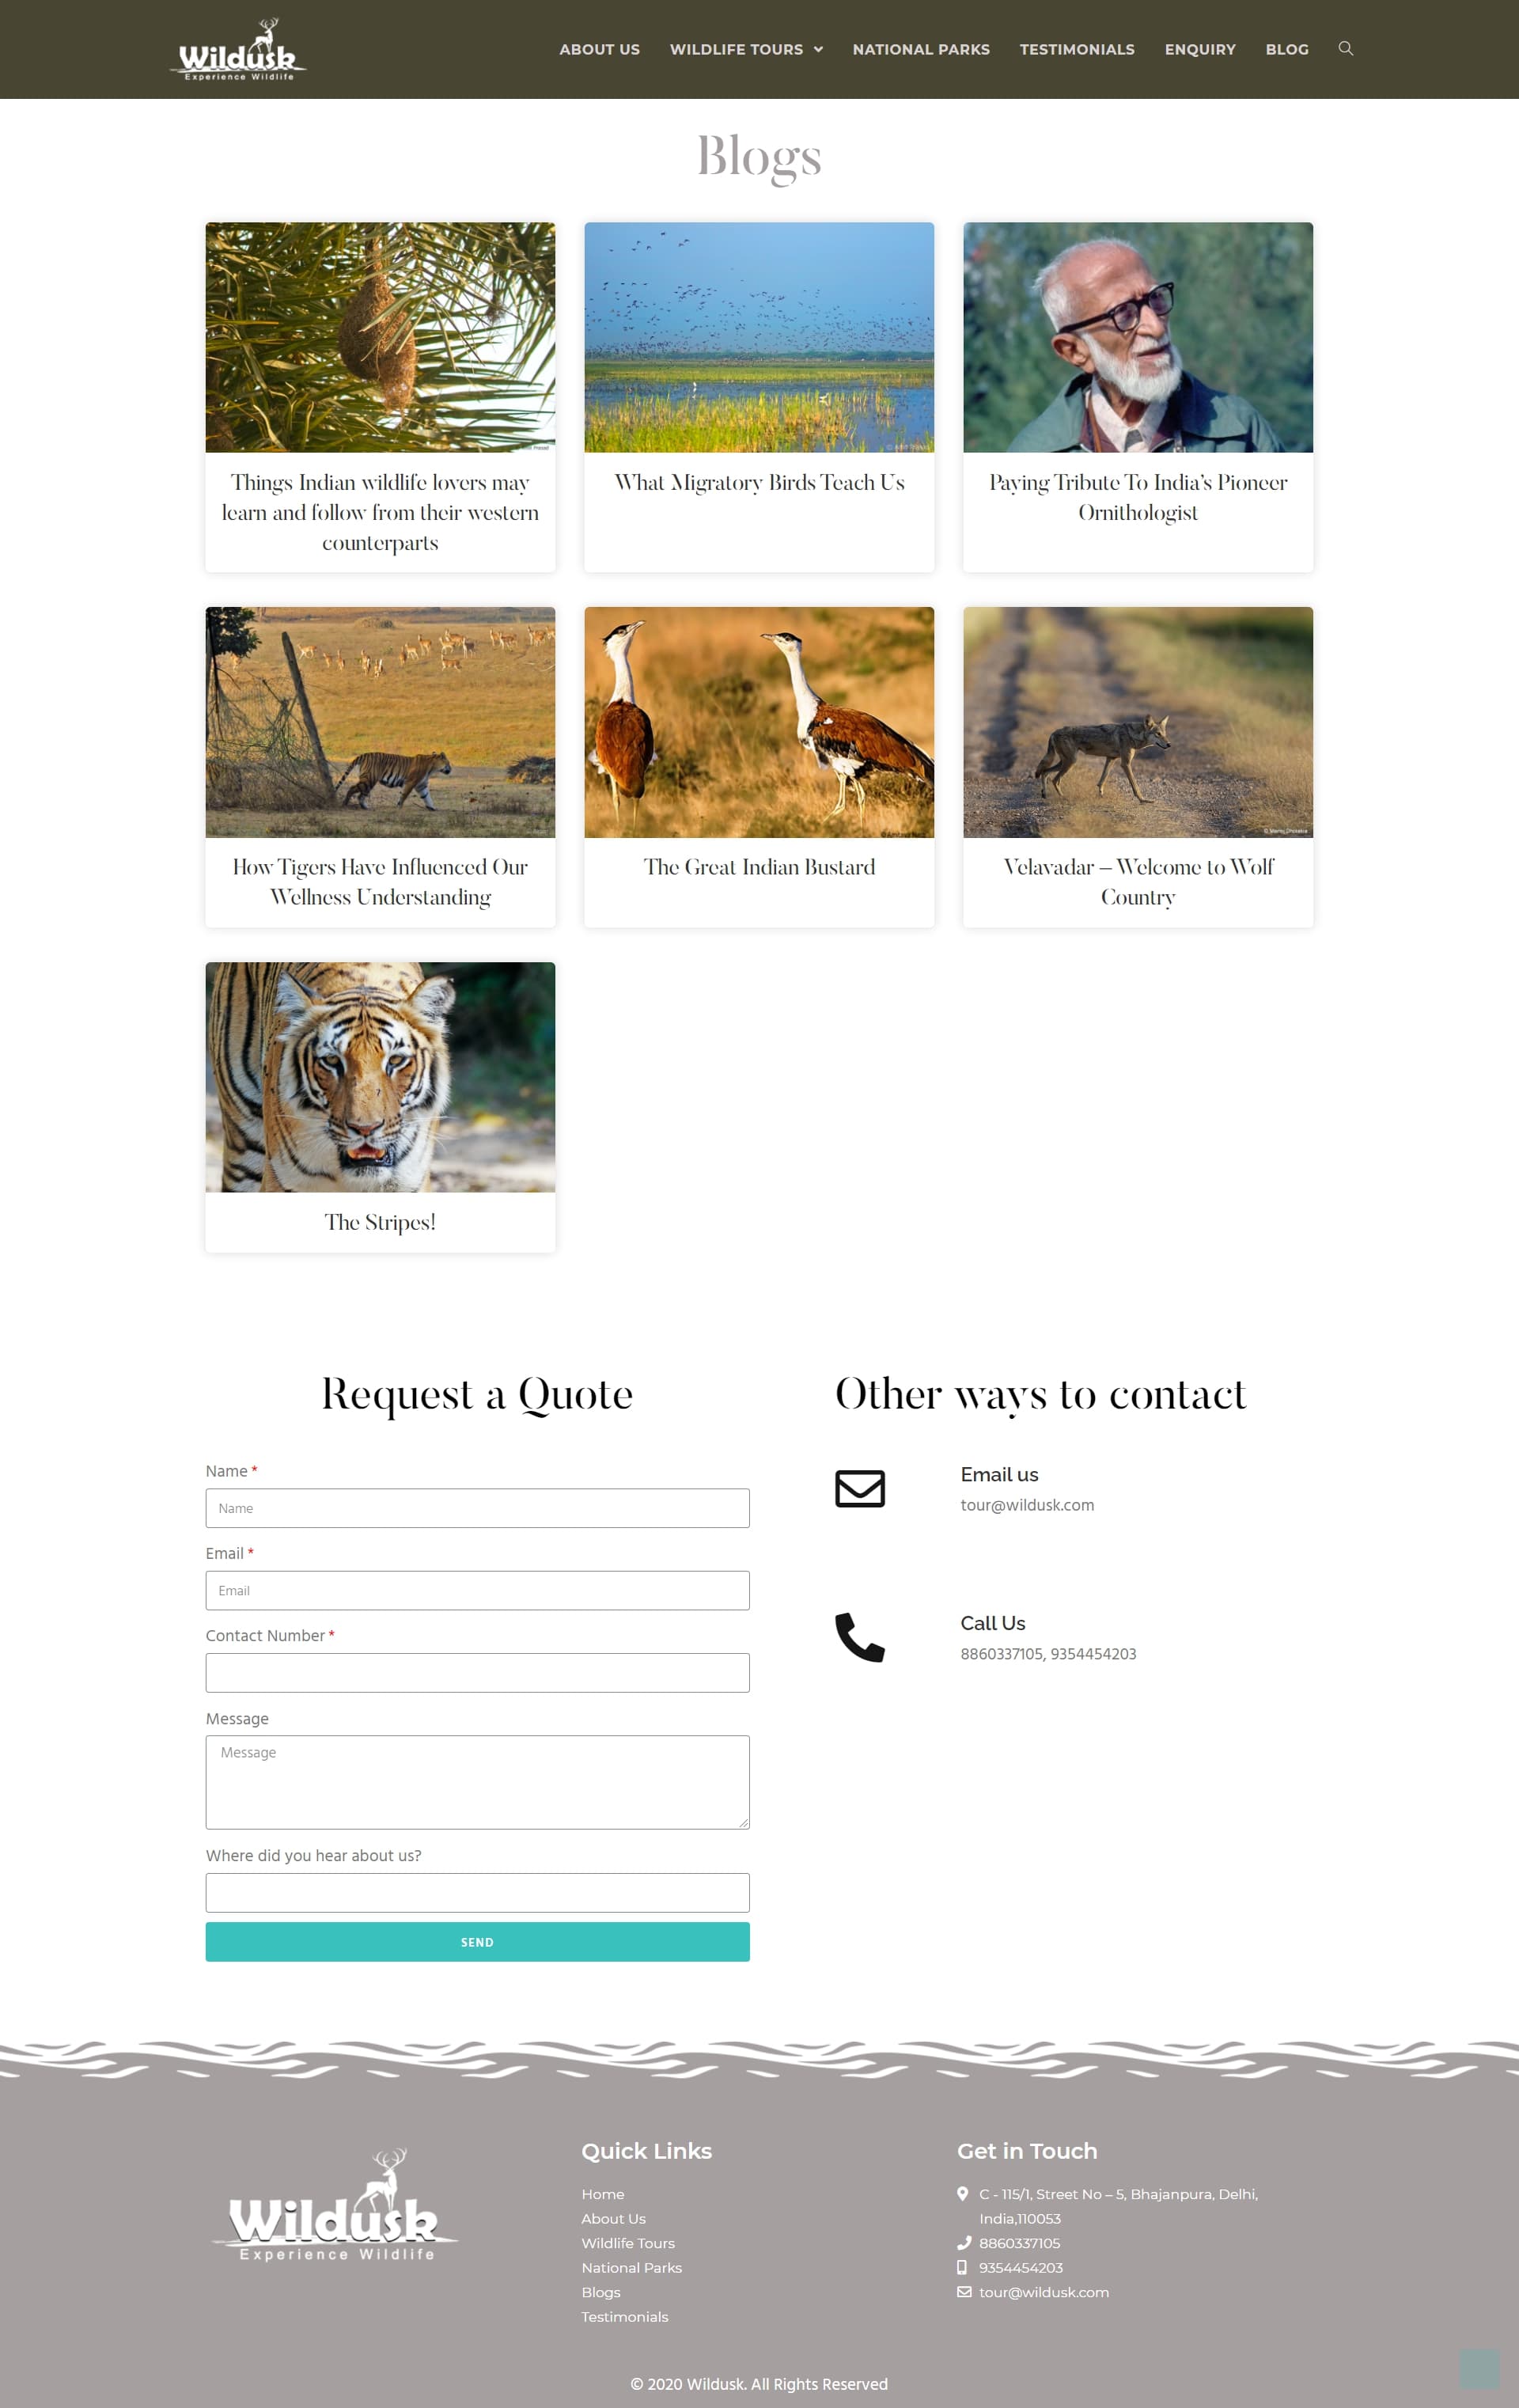 Wildusk
Experience Wildlife
ABOUT US
WILDLIFE TOURS
NATIONAL PARKS
TESTIMONIALS
ENQUIRY
BLOG
Blogs
Things Indian wildlife lovers may
learn and follow from their western
counterparts
What Migratory Birds Teach Us
Paying Tribute To India’s Pioneer
Ornithologist
How Tigers Have Influenced Our
Wellness Understanding
The Great Indian Bustard
Velavadar – Welcome to Wolf
Country
The Stripes!
Request a Quote
Name *
Name
Email *
Email
Contact Number *
Message
Message
Where did you hear about us?
SEND
Other ways to contact
Email us
tour@wildusk.com
Call Us
8860337105, 9354454203
Wildusk
Experience Wildlife
Quick Links
Home
About Us
Wildlife Tours
National Parks
Blogs
Testimonials
Get in Touch
C - 115/1, Street No – 5, Bhajanpura, Delhi,
India,110053
8860337105
9354454203
tour@wildusk.com
© 2020 Wildusk. All Rights Reserved